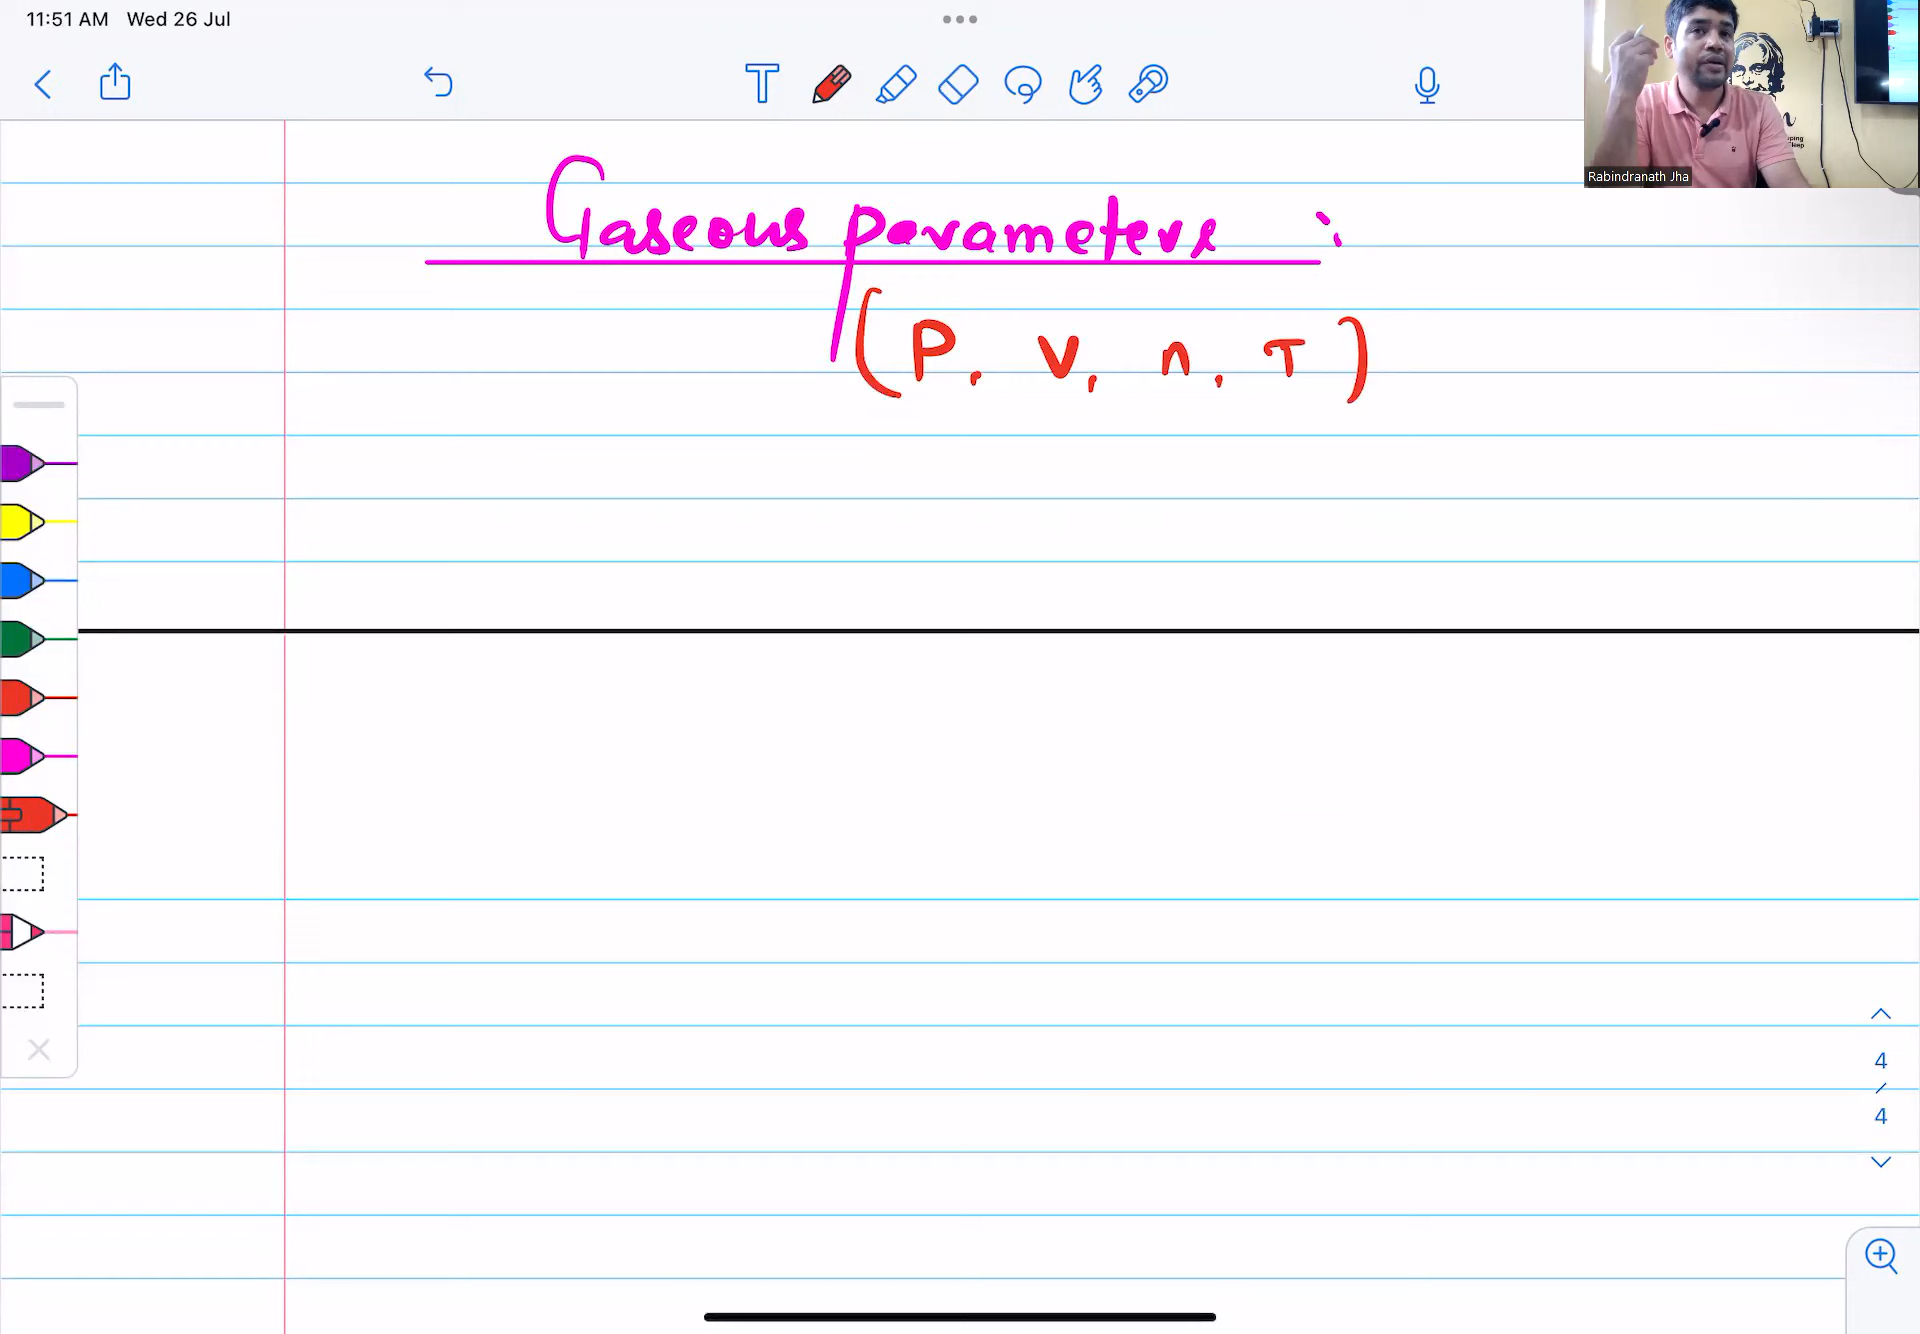 11:51 AM Wed 26 Jul
Rabindranath Jha
Gaseous parameters :
(P, V, n, T)
4
/
4